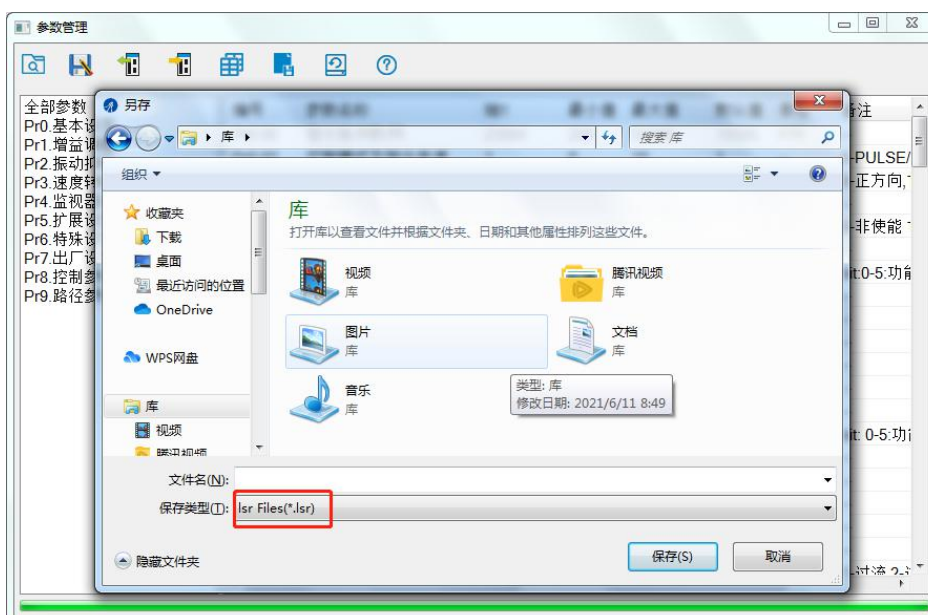 参数管理
全部参数
Pr0.基本设
Pr1.增益调
Pr2.振动抑
Pr3.速度转
Pr4.监视器
Pr5.扩展设
Pr6.特殊设
Pr7.出厂设
Pr8.控制参
Pr9.路径参
另存
库
搜索 库
组织
收藏夹
下载
桌面
最近访问的位置
OneDrive
WPS网盘
库
视频
腾讯视频
库
打开库以查看文件并根据文件夹、日期和其他属性排列这些文件。
视频
库
腾讯视频
库
图片
库
文档
库
音乐
库
类型: 库
修改日期: 2021/6/11 8:49
文件名(N):
保存类型(T): lsr Files(*.lsr)
隐藏文件夹
保存(S)
取消
注
-PULSE/
-正方向,
-非使能
it:0-5:功能
it: 0-5:功